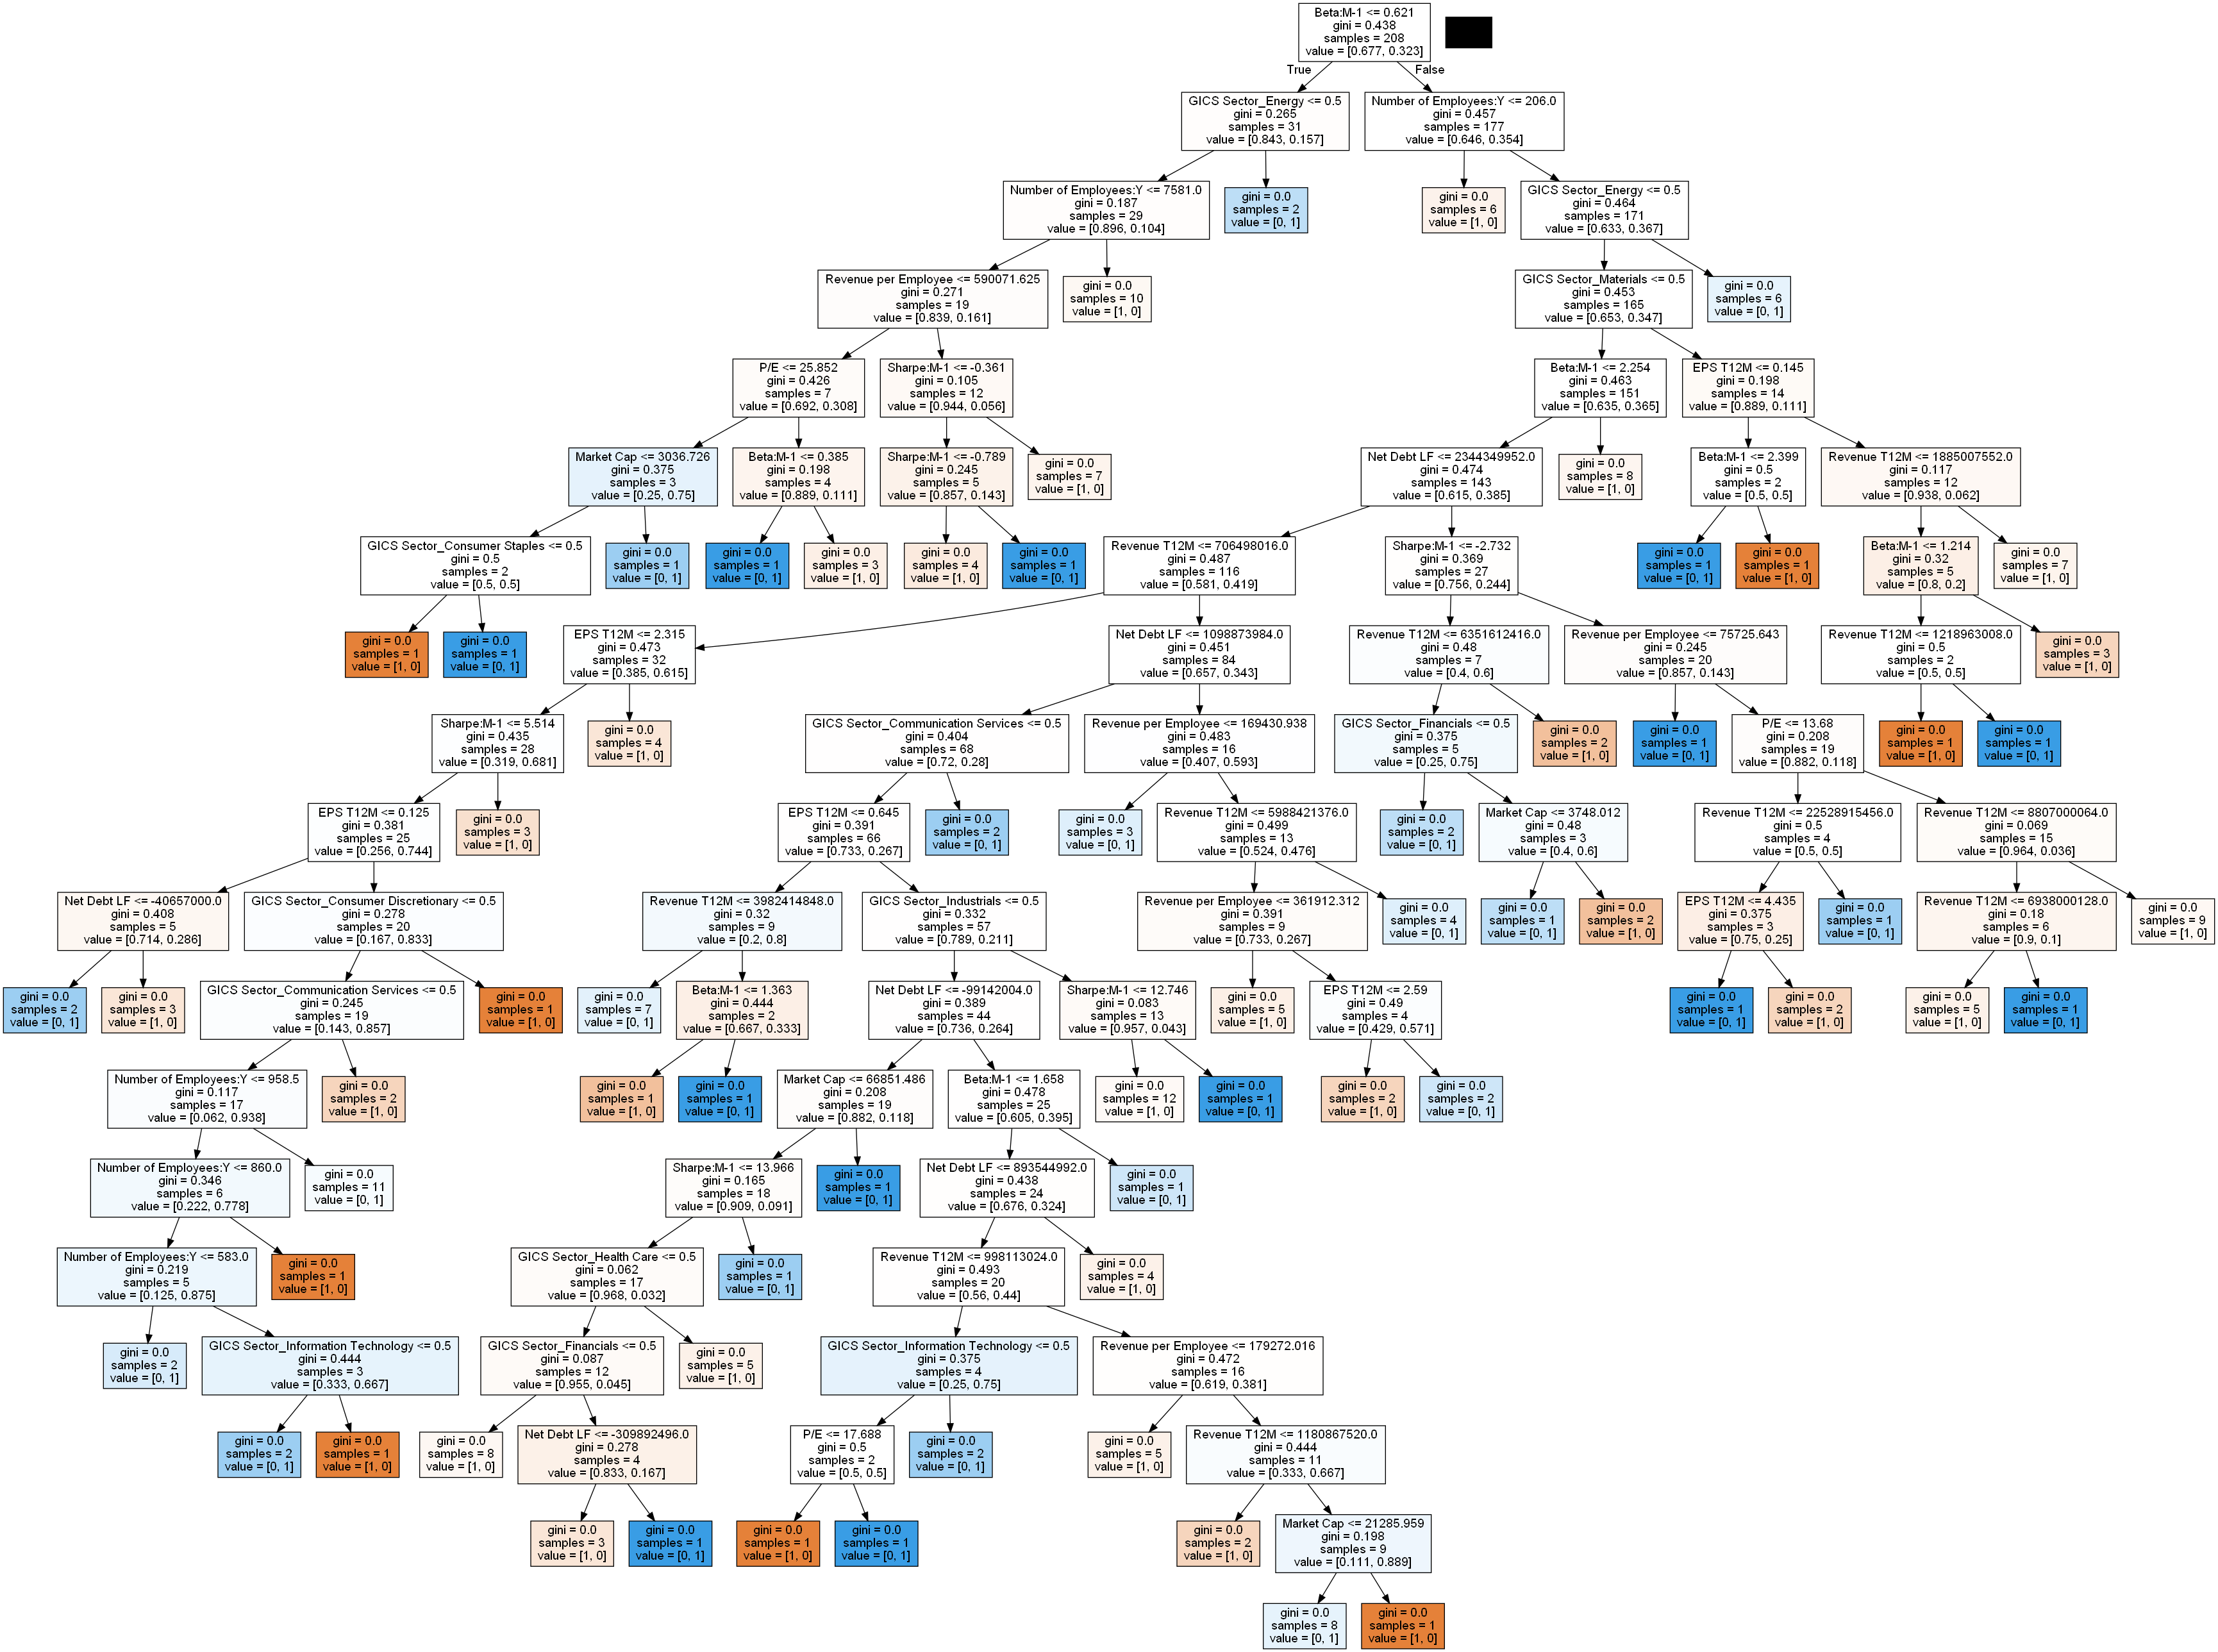 Beta:M-1 <= 0.621
gini = 0.438
samples = 208
value = [0.677, 0.323]
True
False
GICS Sector_Energy <= 0.5
gini = 0.265
samples = 31
value = [0.843, 0.157]
Number of Employees:Y <= 206.0
gini = 0.457
samples = 177
value = [0.646, 0.354]
Number of Employees:Y <= 7581.0
gini = 0.187
samples = 29
value = [0.896, 0.104]
gini = 0.0
samples = 2
value = [0, 1]
gini = 0.0
samples = 6
value = [1, 0]
GICS Sector_Energy <= 0.5
gini = 0.464
samples = 171
value = [0.633, 0.367]
Revenue per Employee <= 590071.625
gini = 0.271
samples = 19
value = [0.839, 0.161]
gini = 0.0
samples = 10
value = [1, 0]
GICS Sector_Materials <= 0.5
gini = 0.453
samples = 165
value = [0.653, 0.347]
gini = 0.0
samples = 6
value = [0, 1]
P/E <= 25.852
gini = 0.426
samples = 7
value = [0.692, 0.308]
Sharpe:M-1 <= -0.361
gini = 0.105
samples = 12
value = [0.944, 0.056]
Beta:M-1 <= 2.254
gini = 0.463
samples = 151
value = [0.635, 0.365]
EPS T12M <= 0.145
gini = 0.198
samples = 14
value = [0.889, 0.111]
Market Cap <= 3036.726
gini = 0.375
samples = 3
value = [0.25, 0.75]
Beta:M-1 <= 0.385
gini = 0.198
samples = 4
value = [0.889, 0.111]
Sharpe:M-1 <= -0.789
gini = 0.245
samples = 5
value = [0.857, 0.143]
gini = 0.0
samples = 7
value = [1, 0]
Net Debt LF <= 2344349952.0
gini = 0.474
samples = 143
value = [0.615, 0.385]
gini = 0.0
samples = 8
value = [1, 0]
Beta:M-1 <= 2.399
gini = 0.5
samples = 2
value = [0.5, 0.5]
Revenue T12M <= 1885007552.0
gini = 0.117
samples = 12
value = [0.938, 0.062]
GICS Sector_Consumer Staples <= 0.5
gini = 0.5
samples = 2
value = [0.5, 0.5]
gini = 0.0
samples = 1
value = [0, 1]
gini = 0.0
samples = 1
value = [0, 1]
gini = 0.0
samples = 3
value = [1, 0]
gini = 0.0
samples = 4
value = [1, 0]
gini = 0.0
samples = 1
value = [0, 1]
Revenue T12M <= 706498016.0
gini = 0.487
samples = 116
value = [0.581, 0.419]
Sharpe:M-1 <= -2.732
gini = 0.369
samples = 27
value = [0.756, 0.244]
gini = 0.0
samples = 1
value = [0, 1]
gini = 0.0
samples = 1
value = [1, 0]
Beta:M-1 <= 1.214
gini = 0.32
samples = 5
value = [0.8, 0.2]
gini = 0.0
samples = 7
value = [1, 0]
gini = 0.0
samples = 1
value = [1, 0]
gini = 0.0
samples = 1
value = [0, 1]
EPS T12M <= 2.315
gini = 0.473
samples = 32
value = [0.385, 0.615]
Net Debt LF <= 1098873984.0
gini = 0.451
samples = 84
value = [0.657, 0.343]
Revenue T12M <= 6351612416.0
gini = 0.48
samples = 7
value = [0.4, 0.6]
Revenue per Employee <= 75725.643
gini = 0.245
samples = 20
value = [0.857, 0.143]
Revenue T12M <= 1218963008.0
gini = 0.5
samples = 2
value = [0.5, 0.5]
gini = 0.0
samples = 3
value = [1, 0]
Sharpe:M-1 <= 5.514
gini = 0.435
samples = 28
value = [0.319, 0.681]
gini = 0.0
samples = 4
value = [1, 0]
GICS Sector_Communication Services <= 0.5
gini = 0.404
samples = 68
value = [0.72, 0.28]
Revenue per Employee <= 169430.938
gini = 0.483
samples = 16
value = [0.407, 0.593]
GICS Sector_Financials <= 0.5
gini = 0.375
samples = 5
value = [0.25, 0.75]
gini = 0.0
samples = 2
value = [1, 0]
gini = 0.0
samples = 1
value = [0, 1]
P/E <= 13.68
gini = 0.208
samples = 19
value = [0.882, 0.118]
gini = 0.0
samples = 1
value = [1, 0]
gini = 0.0
samples = 1
value = [0, 1]
EPS T12M <= 0.125
gini = 0.381
samples = 25
value = [0.256, 0.744]
gini = 0.0
samples = 3
value = [1, 0]
EPS T12M <= 0.645
gini = 0.391
samples = 66
value = [0.733, 0.267]
gini = 0.0
samples = 2
value = [0, 1]
gini = 0.0
samples = 3
value = [0, 1]
Revenue T12M <= 5988421376.0
gini = 0.499
samples = 13
value = [0.524, 0.476]
gini = 0.0
samples = 2
value = [0, 1]
Market Cap <= 3748.012
gini = 0.48
samples = 3
value = [0.4, 0.6]
Revenue T12M <= 22528915456.0
gini = 0.5
samples = 4
value = [0.5, 0.5]
Revenue T12M <= 8807000064.0
gini = 0.069
samples = 15
value = [0.964, 0.036]
Net Debt LF <= -40657000.0
gini = 0.408
samples = 5
value = [0.714, 0.286]
GICS Sector_Consumer Discretionary <= 0.5
gini = 0.278
samples = 20
value = [0.167, 0.833]
Revenue T12M <= 3982414848.0
gini = 0.32
samples = 9
value = [0.2, 0.8]
GICS Sector_Industrials <= 0.5
gini = 0.332
samples = 57
value = [0.789, 0.211]
Revenue per Employee <= 361912.312
gini = 0.391
samples = 9
value = [0.733, 0.267]
gini = 0.0
samples = 4
value = [0, 1]
gini = 0.0
samples = 1
value = [0, 1]
gini = 0.0
samples = 2
value = [1, 0]
EPS T12M <= 4.435
gini = 0.375
samples = 3
value = [0.75, 0.25]
gini = 0.0
samples = 1
value = [0, 1]
Revenue T12M <= 6938000128.0
gini = 0.18
samples = 6
value = [0.9, 0.1]
gini = 0.0
samples = 9
value = [1, 0]
gini = 0.0
samples = 2
value = [0, 1]
gini = 0.0
samples = 3
value = [1, 0]
GICS Sector_Communication Services <= 0.5
gini = 0.245
samples = 19
value = [0.143, 0.857]
gini = 0.0
samples = 1
value = [1, 0]
gini = 0.0
samples = 7
value = [0, 1]
Beta:M-1 <= 1.363
gini = 0.444
samples = 2
value = [0.667, 0.333]
Net Debt LF <= -99142004.0
gini = 0.389
samples = 44
value = [0.736, 0.264]
Sharpe:M-1 <= 12.746
gini = 0.083
samples = 13
value = [0.957, 0.043]
gini = 0.0
samples = 5
value = [1, 0]
EPS T12M <= 2.59
gini = 0.49
samples = 4
value = [0.429, 0.571]
gini = 0.0
samples = 1
value = [0, 1]
gini = 0.0
samples = 2
value = [1, 0]
gini = 0.0
samples = 5
value = [1, 0]
gini = 0.0
samples = 1
value = [0, 1]
Number of Employees:Y <= 958.5
gini = 0.117
samples = 17
value = [0.062, 0.938]
gini = 0.0
samples = 2
value = [1, 0]
gini = 0.0
samples = 1
value = [1, 0]
gini = 0.0
samples = 1
value = [0, 1]
Market Cap <= 66851.486
gini = 0.208
samples = 19
value = [0.882, 0.118]
Beta:M-1 <= 1.658
gini = 0.478
samples = 25
value = [0.605, 0.395]
gini = 0.0
samples = 12
value = [1, 0]
gini = 0.0
samples = 1
value = [0, 1]
gini = 0.0
samples = 2
value = [1, 0]
gini = 0.0
samples = 2
value = [0, 1]
Number of Employees:Y <= 860.0
gini = 0.346
samples = 6
value = [0.222, 0.778]
gini = 0.0
samples = 11
value = [0, 1]
Sharpe:M-1 <= 13.966
gini = 0.165
samples = 18
value = [0.909, 0.091]
gini = 0.0
samples = 1
value = [0, 1]
Net Debt LF <= 893544992.0
gini = 0.438
samples = 24
value = [0.676, 0.324]
gini = 0.0
samples = 1
value = [0, 1]
Number of Employees:Y <= 583.0
gini = 0.219
samples = 5
value = [0.125, 0.875]
gini = 0.0
samples = 1
value = [1, 0]
GICS Sector_Health Care <= 0.5
gini = 0.062
samples = 17
value = [0.968, 0.032]
gini = 0.0
samples = 1
value = [0, 1]
Revenue T12M <= 998113024.0
gini = 0.493
samples = 20
value = [0.56, 0.44]
gini = 0.0
samples = 4
value = [1, 0]
gini = 0.0
samples = 2
value = [0, 1]
GICS Sector_Information Technology <= 0.5
gini = 0.444
samples = 3
value = [0.333, 0.667]
GICS Sector_Financials <= 0.5
gini = 0.087
samples = 12
value = [0.955, 0.045]
gini = 0.0
samples = 5
value = [1, 0]
GICS Sector_Information Technology <= 0.5
gini = 0.375
samples = 4
value = [0.25, 0.75]
Revenue per Employee <= 179272.016
gini = 0.472
samples = 16
value = [0.619, 0.381]
gini = 0.0
samples = 2
value = [0, 1]
gini = 0.0
samples = 1
value = [1, 0]
gini = 0.0
samples = 8
value = [1, 0]
Net Debt LF <= -309892496.0
gini = 0.278
samples = 4
value = [0.833, 0.167]
P/E <= 17.688
gini = 0.5
samples = 2
value = [0.5, 0.5]
gini = 0.0
samples = 2
value = [0, 1]
gini = 0.0
samples = 5
value = [1, 0]
Revenue T12M <= 1180867520.0
gini = 0.444
samples = 11
value = [0.333, 0.667]
gini = 0.0
samples = 3
value = [1, 0]
gini = 0.0
samples = 1
value = [0, 1]
gini = 0.0
samples = 1
value = [1, 0]
gini = 0.0
samples = 1
value = [0, 1]
gini = 0.0
samples = 2
value = [1, 0]
Market Cap <= 21285.959
gini = 0.198
samples = 9
value = [0.111, 0.889]
gini = 0.0
samples = 8
value = [0, 1]
gini = 0.0
samples = 1
value = [1, 0]